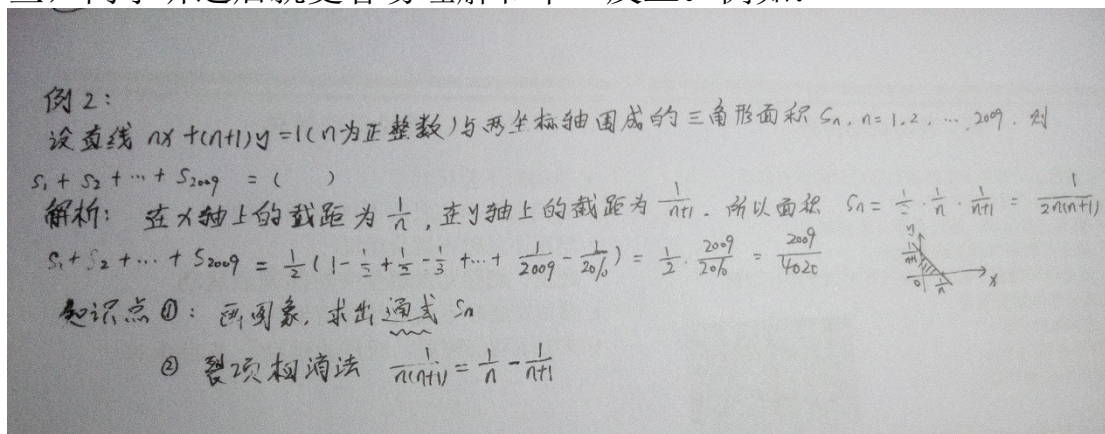 例2：
设直线 nx+(n+1)y=1(n为正整数)与两坐标轴围成的三角形面积 Sn, n=1,2,…,2009. 则
S₁+S₂+…+S₂₀₀₉ =（ ）
解析：在x轴上的截距为 1/n，在y轴上的截距为 1/(n+1)．所以面积 Sn = 1/2 · 1/n · 1/(n+1) = 1/(2n(n+1))
S₁+S₂+…+S₂₀₀₉ = 1/2 (1 - 1/2 + 1/2 - 1/3 +…+ 1/2009 - 1/2010) = 1/2 · 2009/2010 = 2009/4020
y
1/(n+1)
0 1/n x
知识点①：画图象，求出通式 Sn
② 裂项相消法 1/(n(n+1)) = 1/n - 1/(n+1)